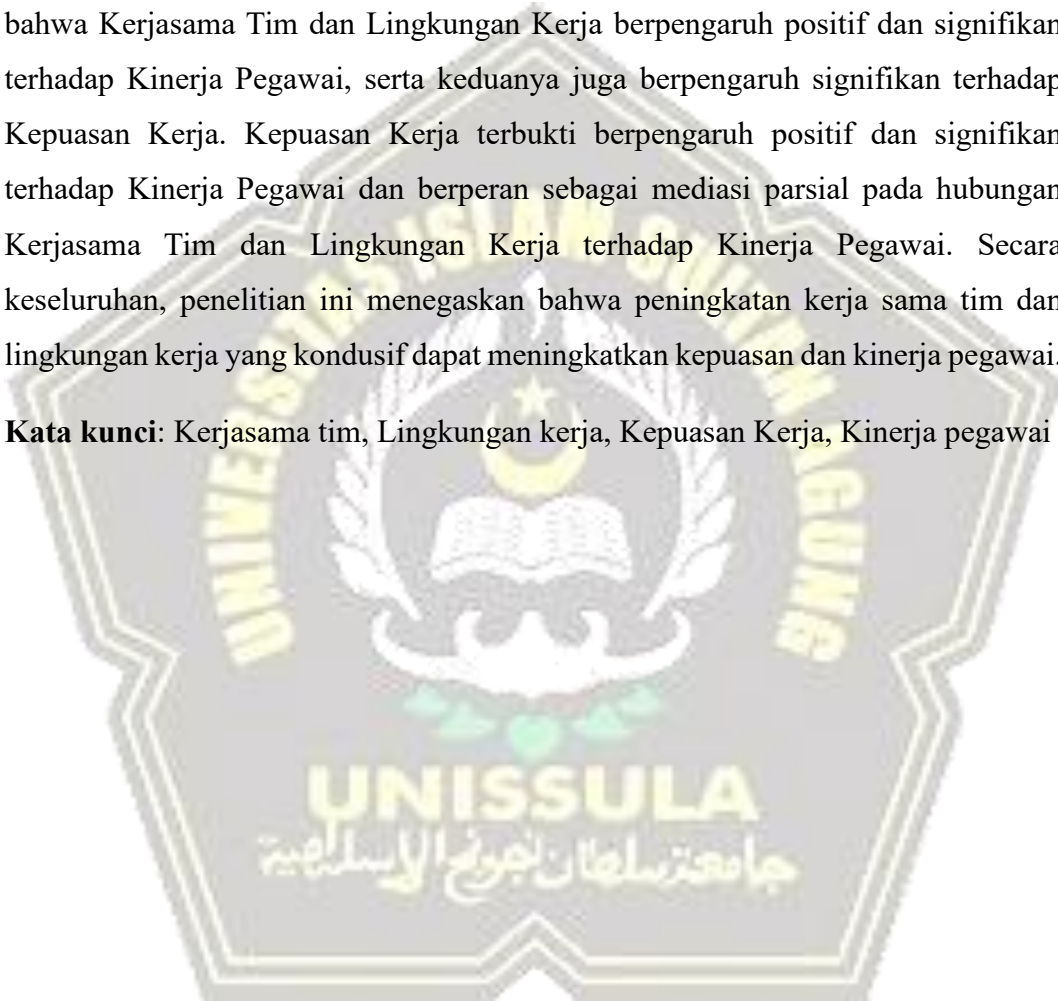 bahwa Kerjasama Tim dan Lingkungan Kerja berpengaruh positif dan signifikan
terhadap Kinerja Pegawai, serta keduanya juga berpengaruh signifikan terhadap
Kepuasan Kerja. Kepuasan Kerja terbukti berpengaruh positif dan signifikan
terhadap Kinerja Pegawai dan berperan sebagai mediasi parsial pada hubungan
Kerjasama Tim dan Lingkungan Kerja terhadap Kinerja Pegawai. Secara
keseluruhan, penelitian ini menegaskan bahwa peningkatan kerja sama tim dan
lingkungan kerja yang kondusif dapat meningkatkan kepuasan dan kinerja pegawai.
Kata kunci: Kerjasama tim, Lingkungan kerja, Kepuasan Kerja, Kinerja pegawai
UNIVERSITAS ISLAM SULTAN AGUNG
UNISSULA
جامعة سلطان أجونج الإسلامية